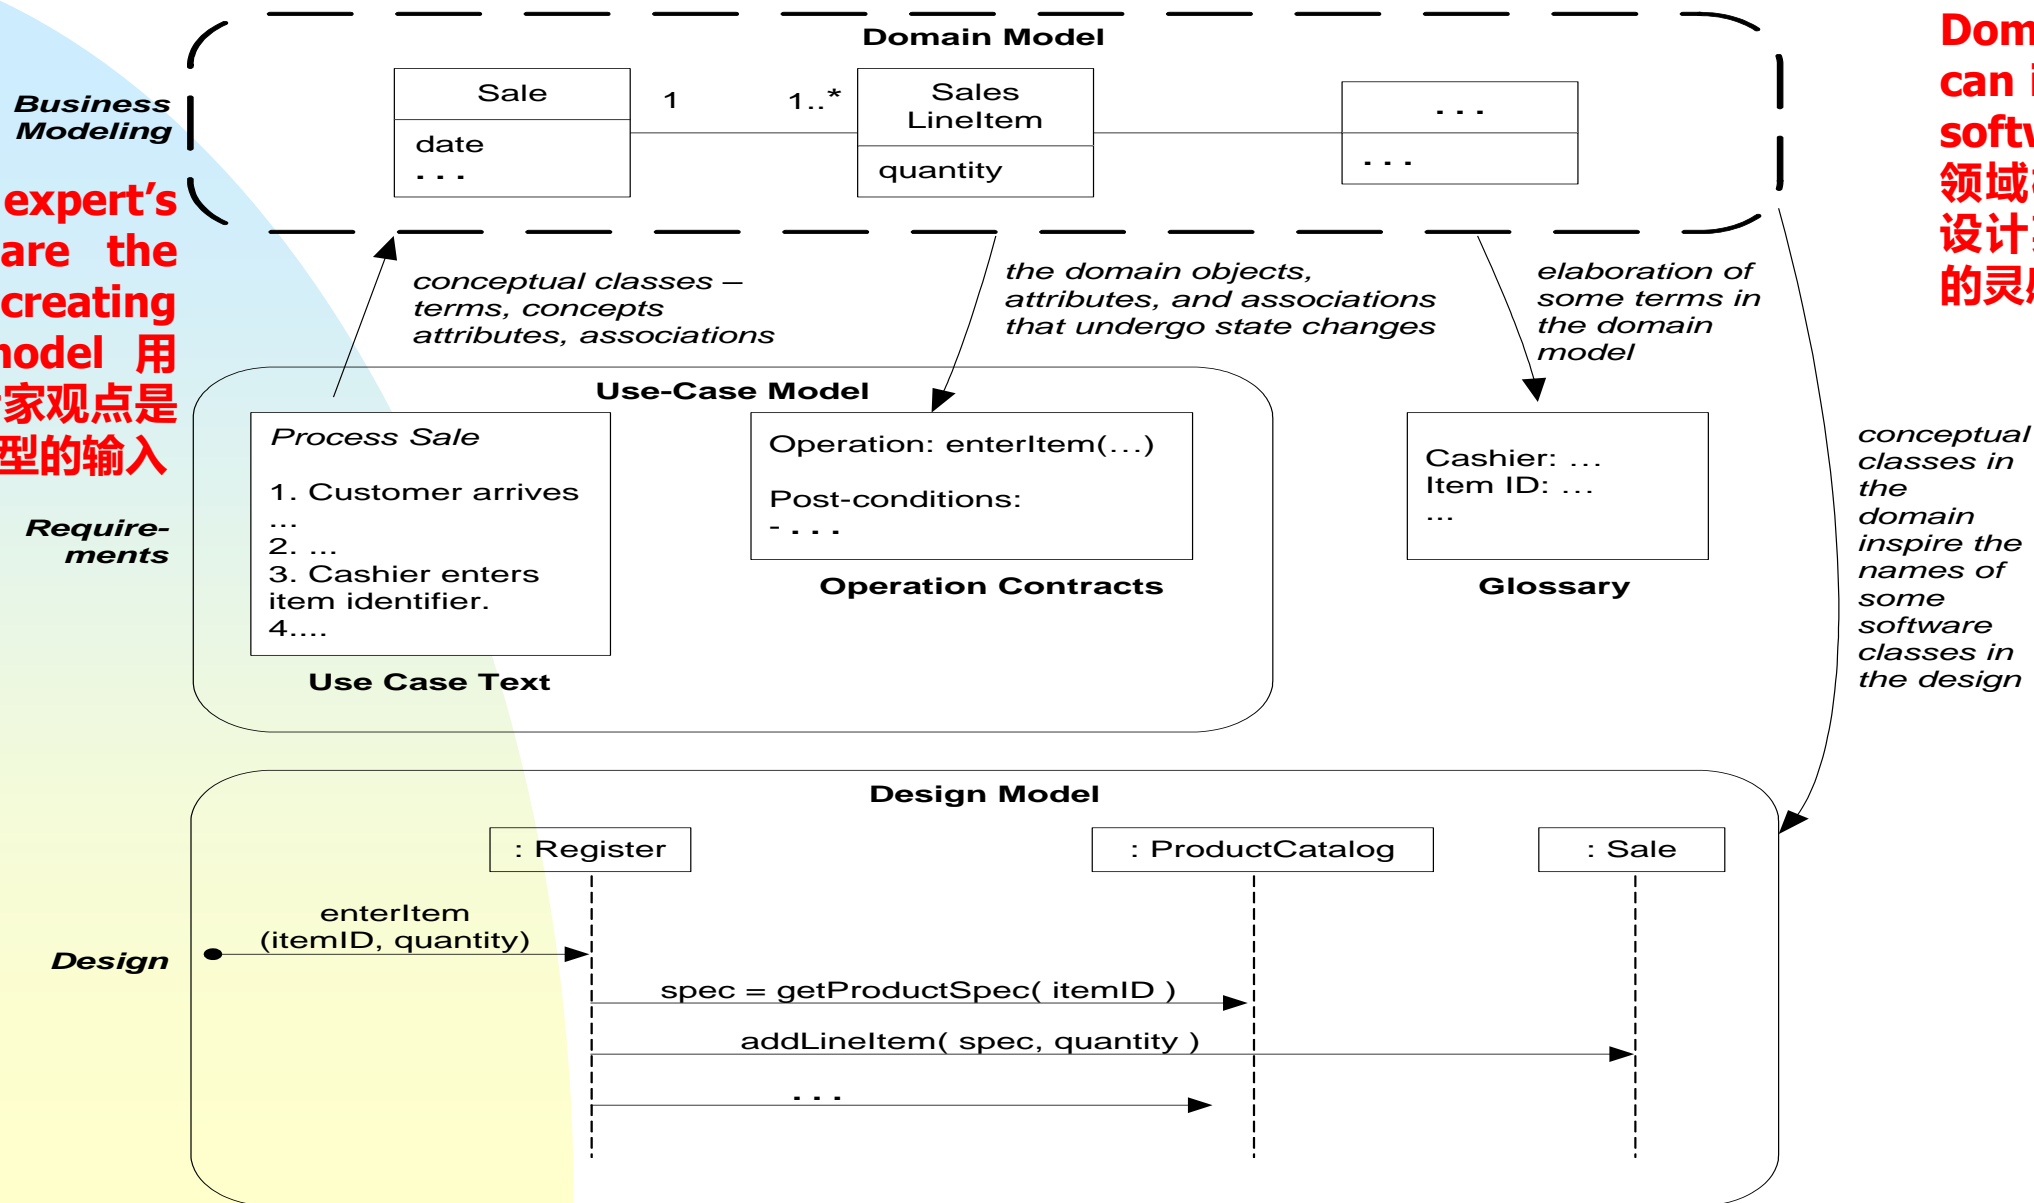 Domain Model
Business
Modeling
Sale
date
. . .
1
1..*
Sales
LineItem
quantity
. . .
. . .
expert's
are the
creating
用
家观点是
型的输入
can
领域
设计
的灵
conceptual classes –
terms, concepts
attributes, associations
the domain objects,
attributes, and associations
that undergo state changes
elaboration of
some terms in
the domain
model
Require-
ments
Use-Case Model
Process Sale
1. Customer arrives
...
2. ...
3. Cashier enters
item identifier.
4....
Use Case Text
Operation: enterItem(…)
Post-conditions:
- . . .
Operation Contracts
Cashier: …
Item ID: …
...
Glossary
conceptual
classes in
the
domain
inspire the
names of
some
software
classes in
the design
Design
Design Model
: Register
: ProductCatalog
: Sale
enterItem
(itemID, quantity)
spec = getProductSpec( itemID )
addLineItem( spec, quantity )
. . .